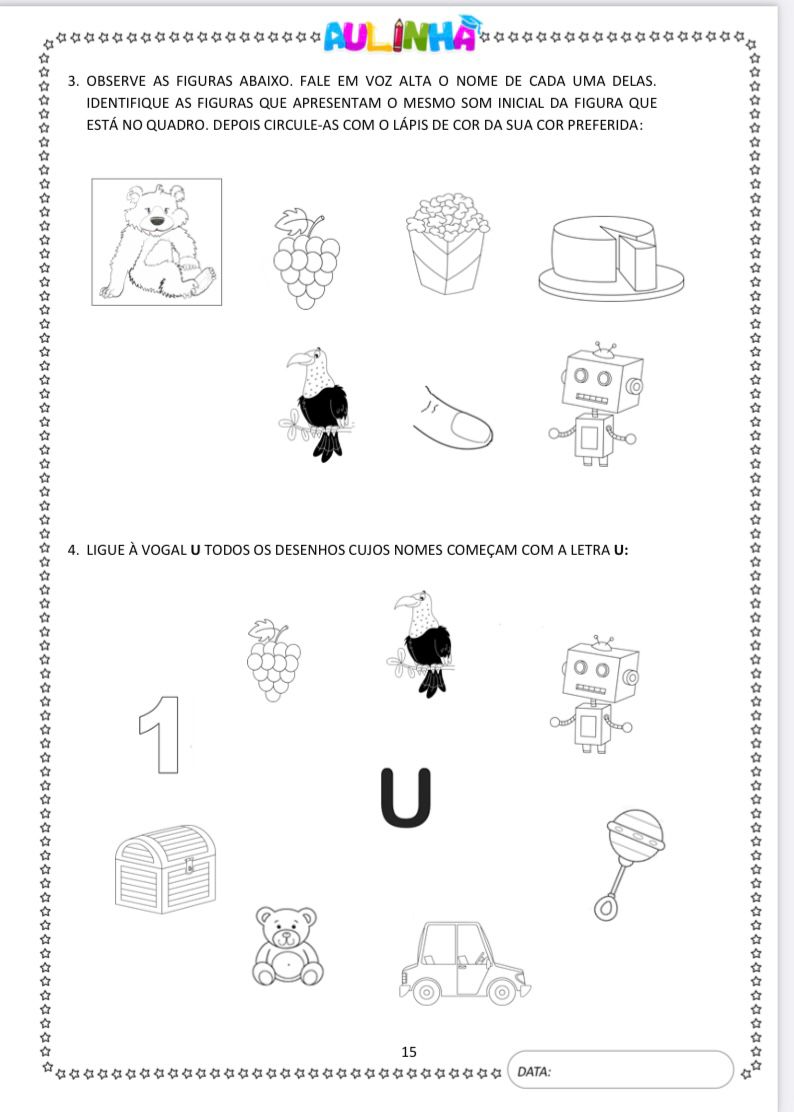 AULINHA
3. OBSERVE AS FIGURAS ABAIXO. FALE EM VOZ ALTA O NOME DE CADA UMA DELAS.
IDENTIFIQUE AS FIGURAS QUE APRESENTAM O MESMO SOM INICIAL DA FIGURA QUE
ESTÁ NO QUADRO. DEPOIS CIRCULE-AS COM O LÁPIS DE COR DA SUA COR PREFERIDA:
4. LIGUE À VOGAL U TODOS OS DESENHOS CUJOS NOMES COMEÇAM COM A LETRA U:
1
U
15
DATA: